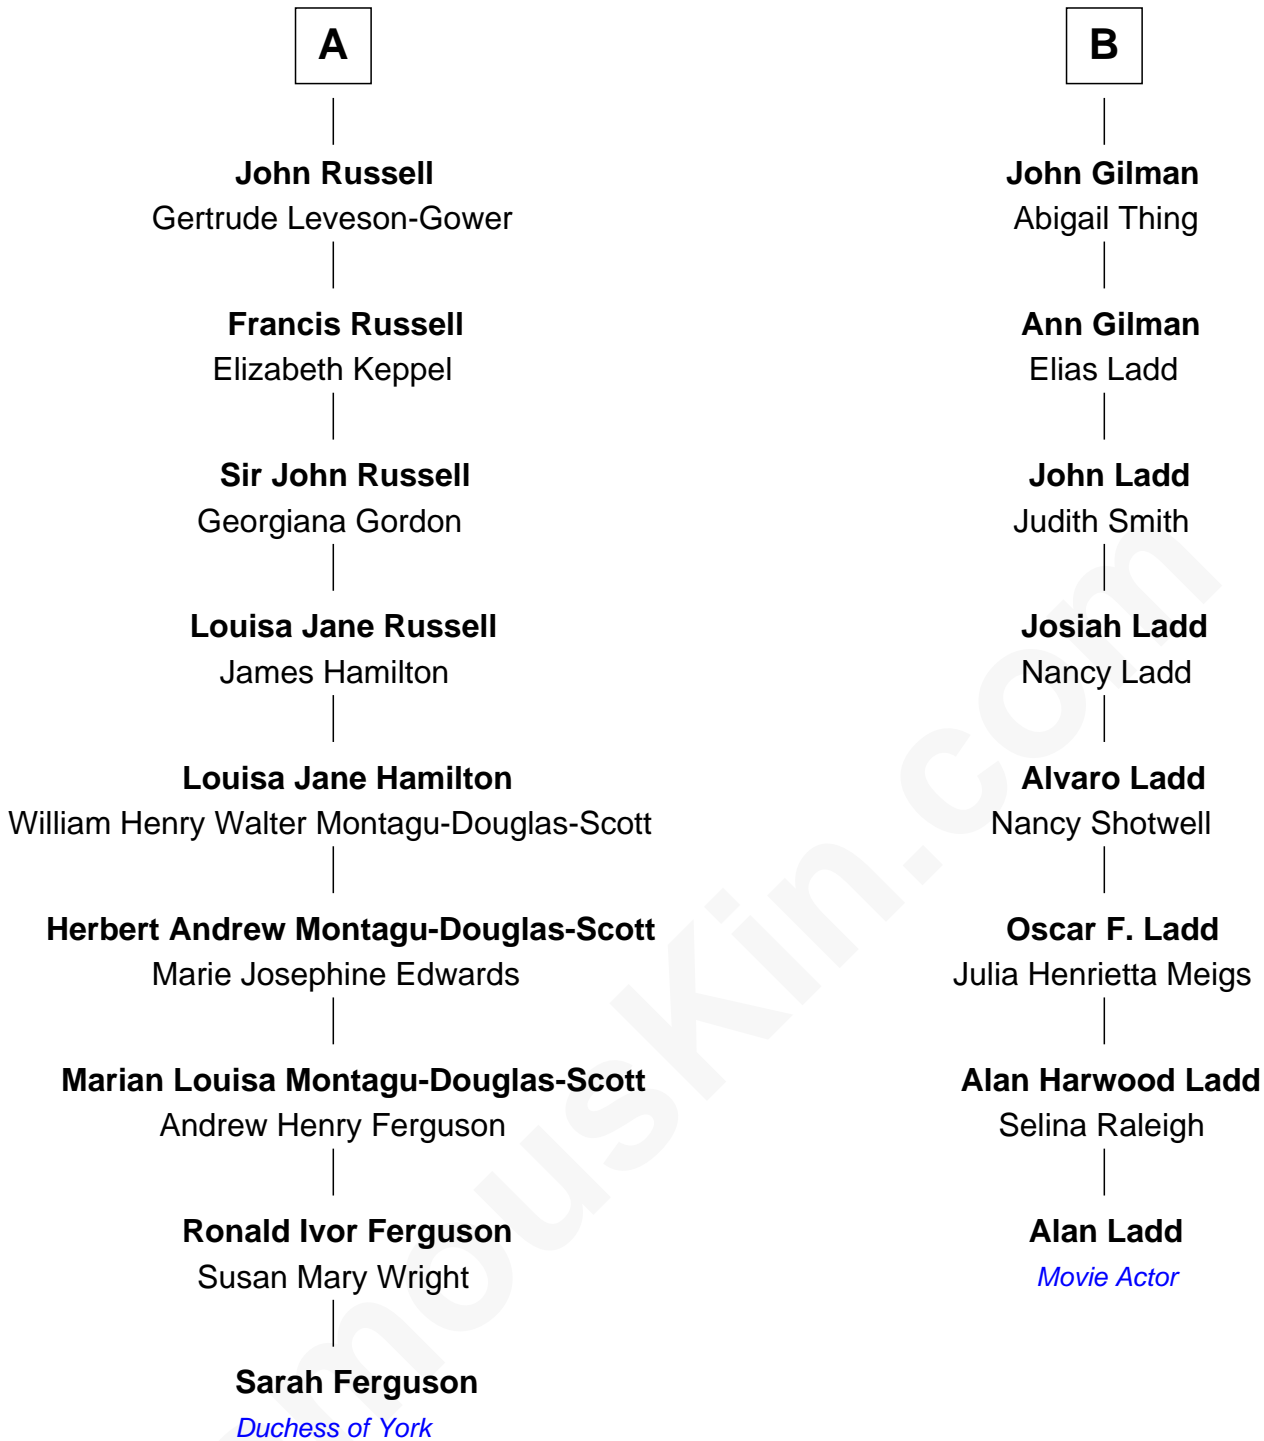 A
John Russell
Gertrude Leveson-Gower
Francis Russell
Elizabeth Keppel
Sir John Russell
Georgiana Gordon
Louisa Jane Russell
James Hamilton
Louisa Jane Hamilton
William Henry Walter Montagu-Douglas-Scott
Herbert Andrew Montagu-Douglas-Scott
Marie Josephine Edwards
Marian Louisa Montagu-Douglas-Scott
Andrew Henry Ferguson
Ronald Ivor Ferguson
Susan Mary Wright
Sarah Ferguson
Duchess of York
B
John Gilman
Abigail Thing
Ann Gilman
Elias Ladd
John Ladd
Judith Smith
Josiah Ladd
Nancy Ladd
Alvaro Ladd
Nancy Shotwell
Oscar F. Ladd
Julia Henrietta Meigs
Alan Harwood Ladd
Selina Raleigh
Alan Ladd
Movie Actor
mousKin.com